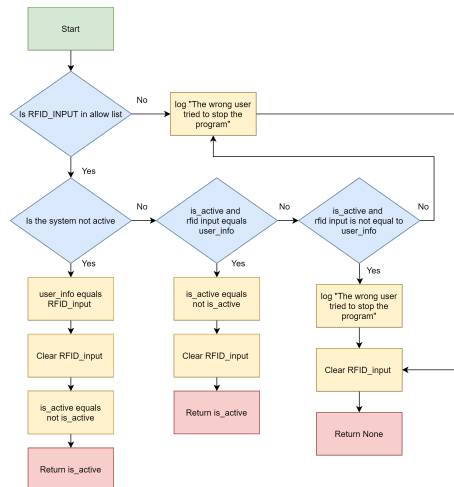 Start
Is RFID_INPUT in allow list
No
log "The wrong user
tried to stop the
program"
Yes
Is the system not active
No
is_active and
rfid input equals
user_info
No
is_active and
rfid input is not equal to
user_info
No
Yes
Yes
Yes
user_info equals
RFID_input
is_active equals
not is_active
log "The wrong user
tried to stop the
program"
Clear RFID_input
Clear RFID_input
Clear RFID_input
is_active equals
not is_active
Return is_active
Return None
Return is_active